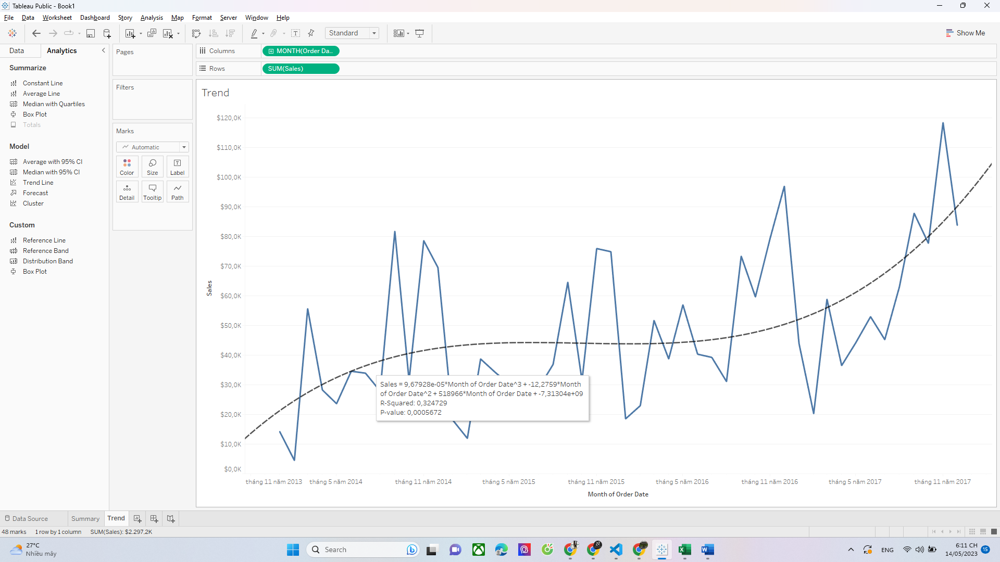 Tableau Public - Book1
File Data Worksheet Dashboard Story Analysis Map Format Server Window Help
Standard
Show Me
Data Analytics
Summarize
Constant Line
Average Line
Median with Quartiles
Box Plot
Totals
Model
Average with 95% CI
Median with 95% CI
Trend Line
Forecast
Cluster
Custom
Reference Line
Reference Band
Distribution Band
Box Plot
Pages
Filters
Marks
Automatic
Color Size Label
Detail Tooltip Path
Columns MONTH(Order Da..
Rows SUM(Sales)
Trend
$120,0K
$110,0K
$100,0K
$90,0K
$80,0K
$70,0K
$60,0K
$50,0K
$40,0K
$30,0K
$20,0K
$10,0K
$0,0K
Sales
Sales = 9,67928e-05*Month of Order Date^3 + -12,2759*Month
of Order Date^2 + 518966*Month of Order Date + -7,31304e+09
R-Squared: 0,324729
P-value: 0,0005672
tháng 11 năm 2013 tháng 5 năm 2014 tháng 11 năm 2014 tháng 5 năm 2015 tháng 11 năm 2015 tháng 5 năm 2016 tháng 11 năm 2016 tháng 5 năm 2017 tháng 11 năm 2017
Month of Order Date
Data Source Summary Trend
48 marks 1 row by 1 column SUM(Sales): $2.297,2K
27°C
Nhiều mây
Search
ENG
6:11 CH
14/05/2023
15